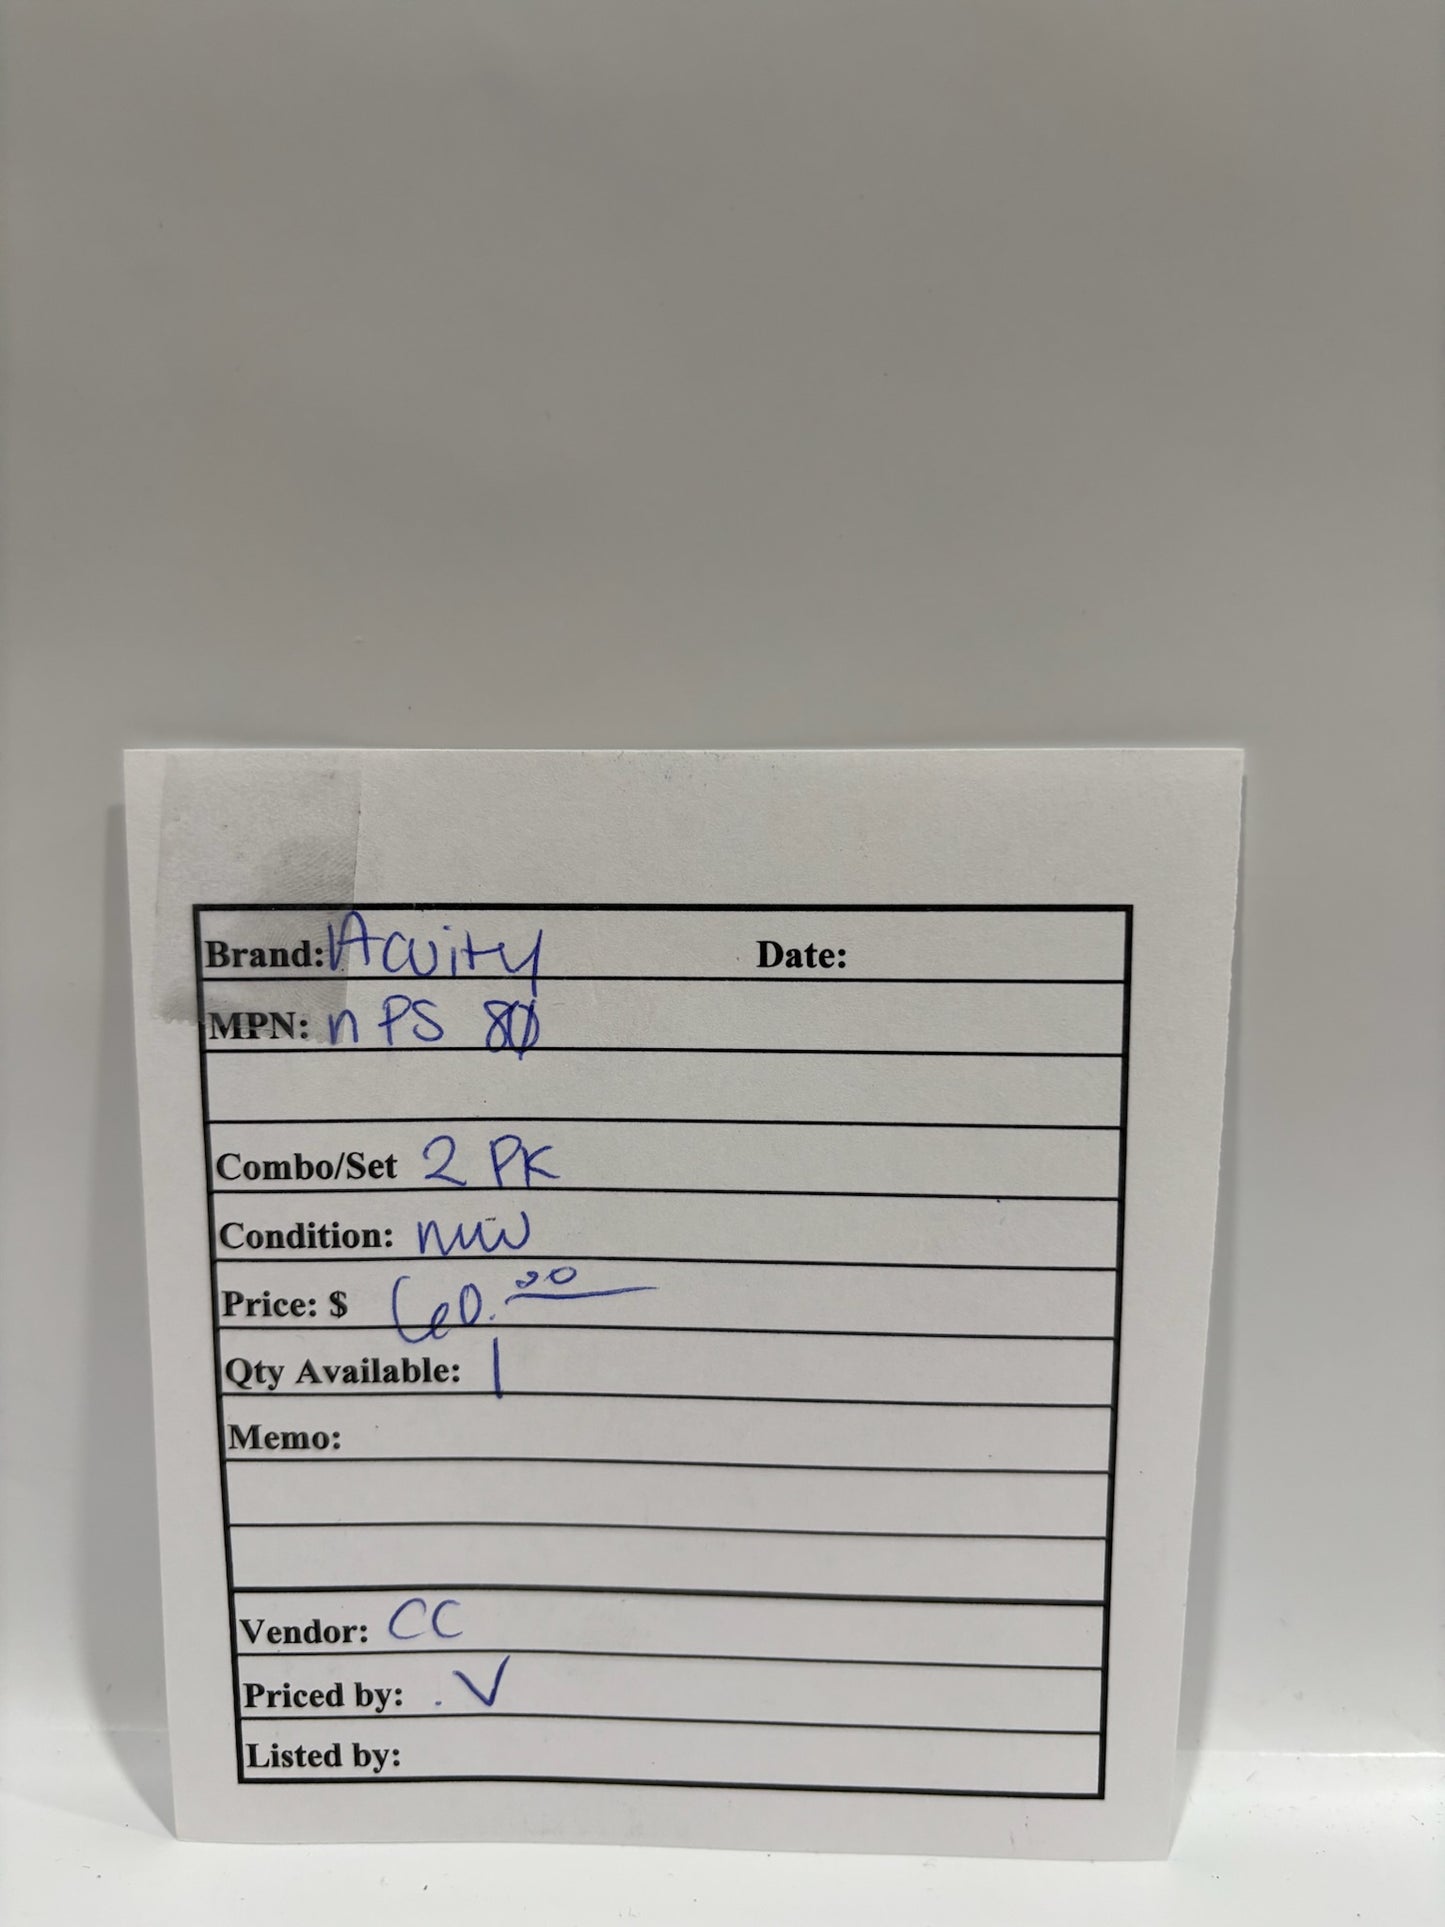 Brand: Acuity Date:
MPN: nPS 80
Combo/Set 2 PK
Condition: new
Price: $ 60.00
Qty Available: 1
Memo:
Vendor: CC
Priced by: .V
Listed by: